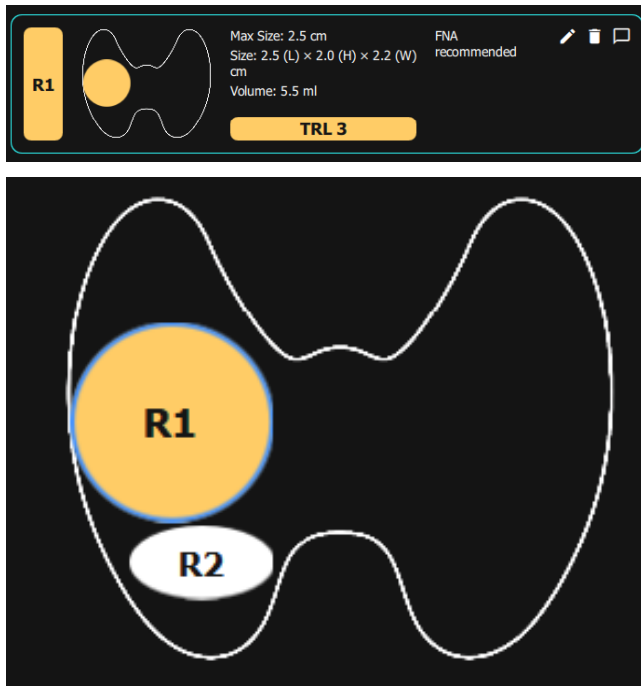 R1
Max Size: 2.5 cm
Size: 2.5 (L) × 2.0 (H) × 2.2 (W)
cm
Volume: 5.5 ml
TRL 3
FNA
recommended
R1
R2